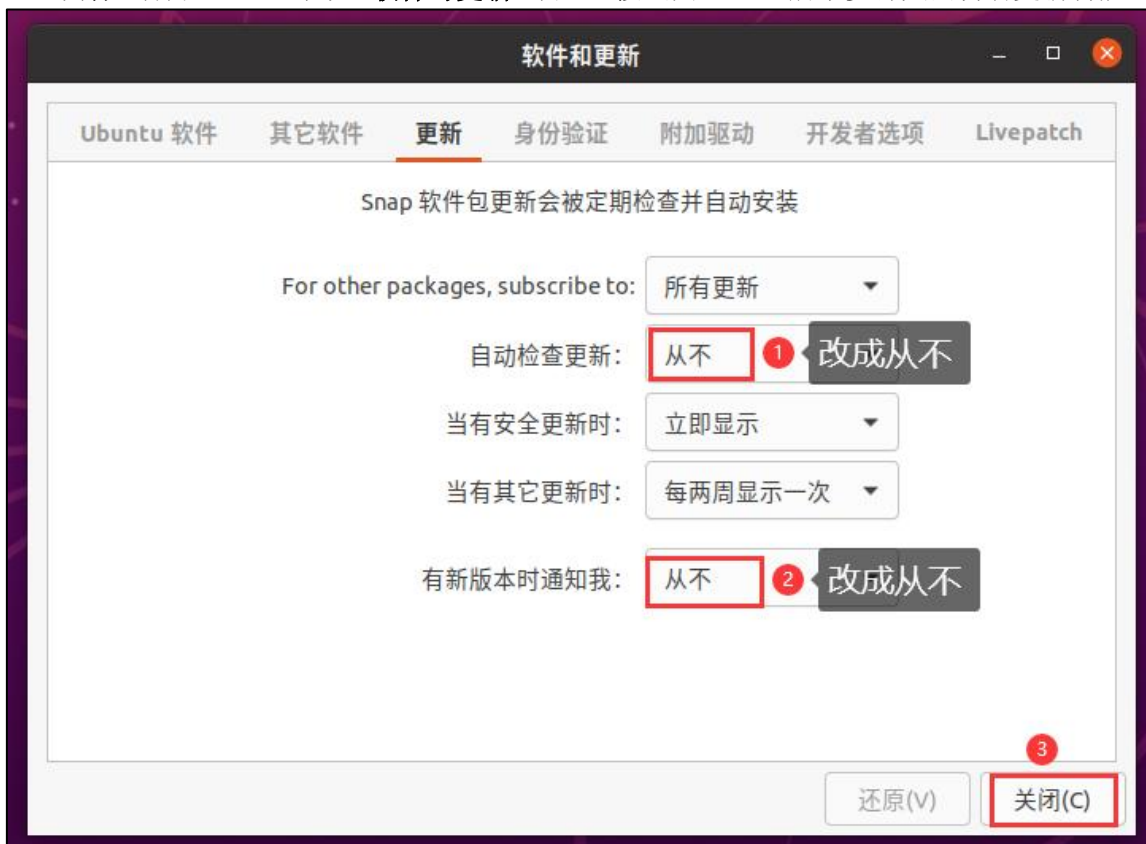 软件和更新
Ubuntu 软件 其它软件 更新 身份验证 附加驱动 开发者选项 Livepatch
Snap 软件包更新会被定期检查并自动安装
For other packages, subscribe to: 所有更新
自动检查更新: 从不 1 改成从不
当有安全更新时: 立即显示
当有其它更新时: 每两周显示一次
有新版本时通知我: 从不 2 改成从不
3
还原(V) 关闭(C)